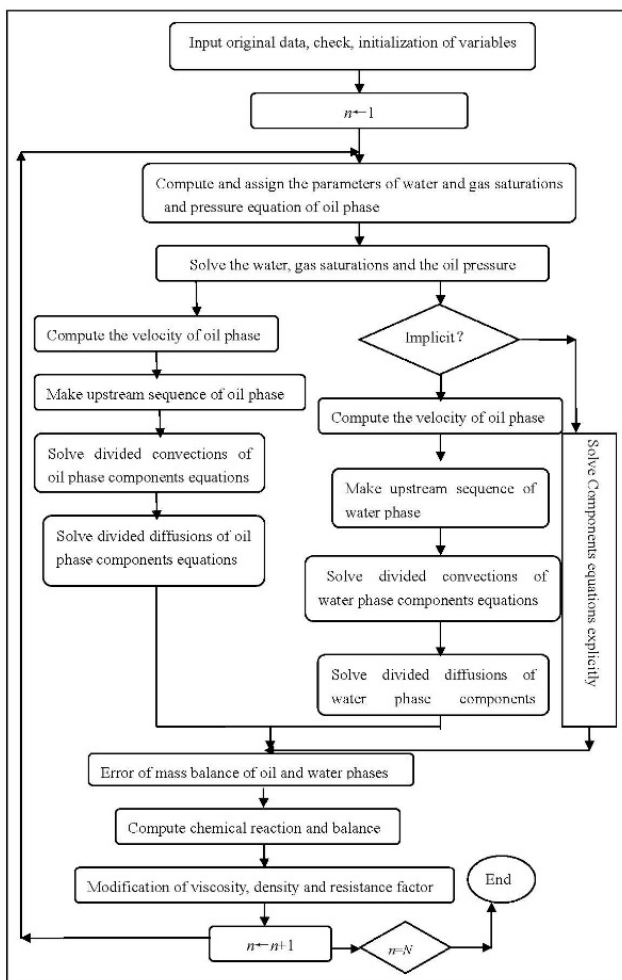 Input original data, check, initialization of variables
n←1
Compute and assign the parameters of water and gas saturations
and pressure equation of oil phase
Solve the water, gas saturations and the oil pressure
Compute the velocity of oil phase
Make upstream sequence of oil phase
Solve divided convections of
oil phase components equations
Solve divided diffusions of oil
phase components equations
Implicit?
Compute the velocity of oil phase
Make upstream sequence of
water phase
Solve divided convections of
water phase components equations
Solve divided diffusions of
water phase components
Solve Components equations explicitly
Error of mass balance of oil and water phases
Compute chemical reaction and balance
Modification of viscosity, density and resistance factor
n←n+1
n=N
End